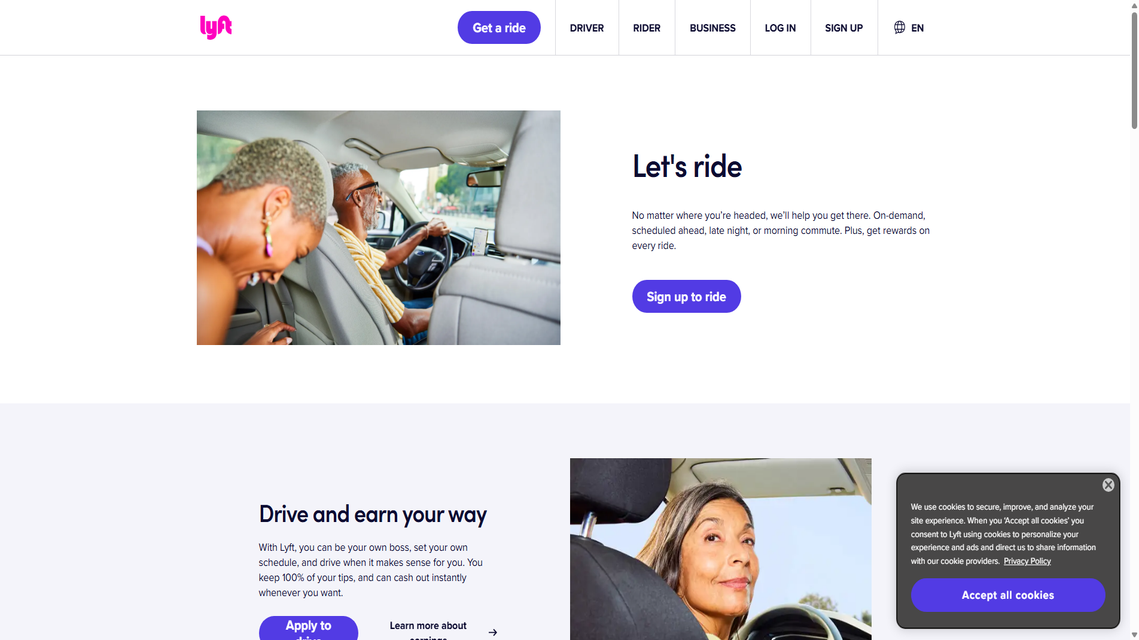 lyft
Get a ride
DRIVER
RIDER
BUSINESS
LOG IN
SIGN UP
EN
Let's ride
No matter where you're headed, we'll help you get there. On-demand,
scheduled ahead, late night, or morning commute. Plus, get rewards on
every ride.
Sign up to ride
Drive and earn your way
With Lyft, you can be your own boss, set your own
schedule, and drive when it makes sense for you. You
keep 100% of your tips, and can cash out instantly
whenever you want.
Apply to
drive
Learn more about
earnings
We use cookies to secure, improve, and analyze your
site experience. When you 'Accept all cookies' you
consent to Lyft using cookies to personalize your
experience and ads and direct us to share information
with our cookie providers. Privacy Policy
Accept all cookies